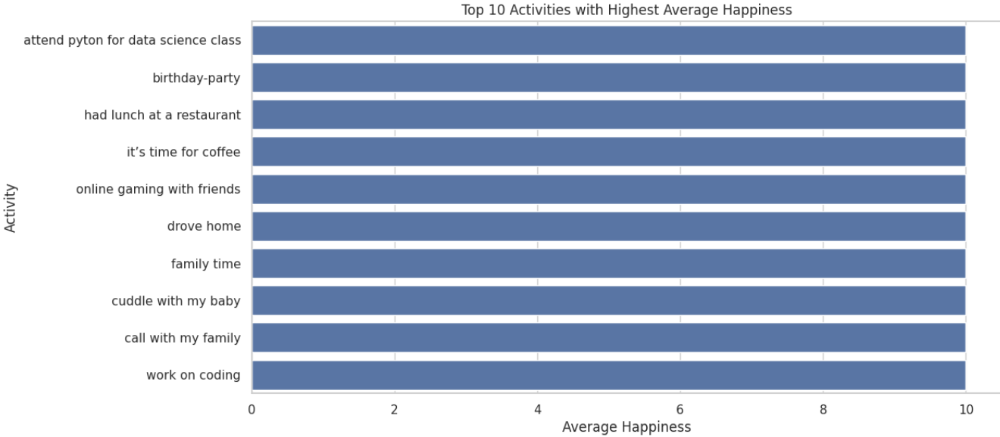 Top 10 Activities with Highest Average Happiness
Activity
attend pyton for data science class
birthday-party
had lunch at a restaurant
it’s time for coffee
online gaming with friends
drove home
family time
cuddle with my baby
call with my family
work on coding
0 2 4 6 8 10
Average Happiness